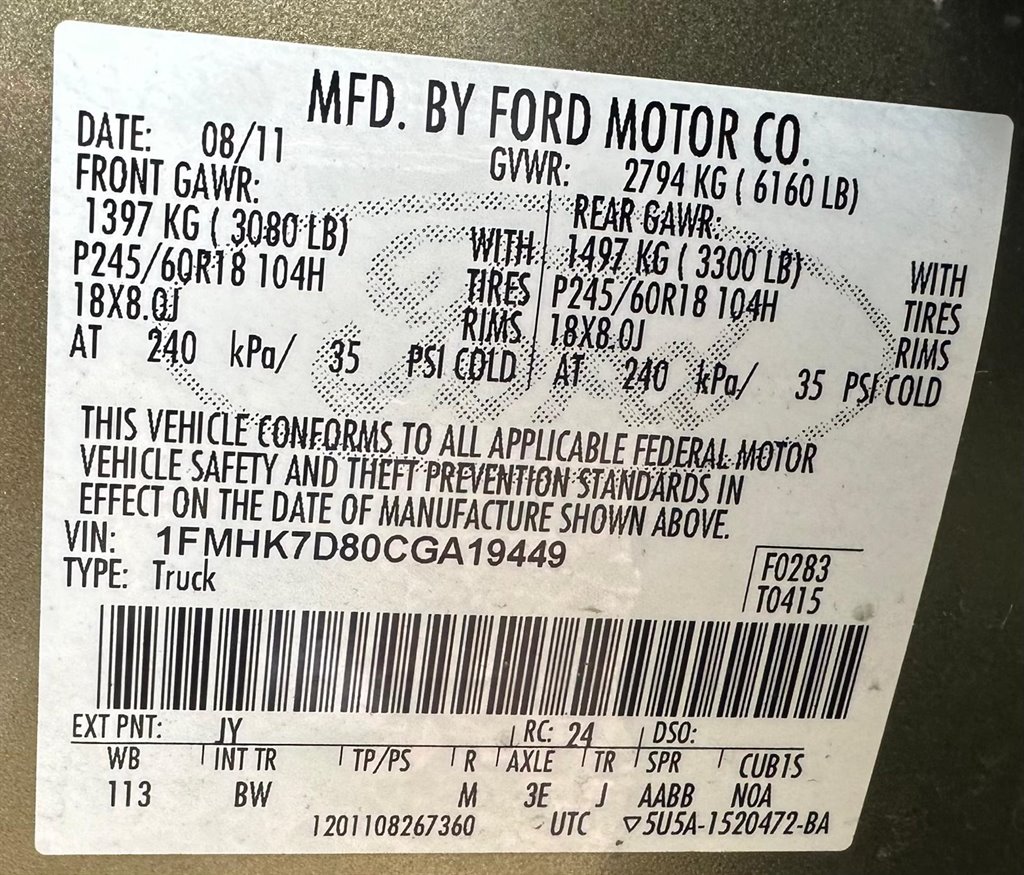 MFD. BY FORD MOTOR CO.
DATE: 08/11 GVWR: 2794 KG ( 6160 LB)
FRONT GAWR: REAR GAWR:
1397 KG ( 3080 LB) WITH 1497 KG ( 3300 LB) WITH
P245/60R18 104H TIRES P245/60R18 104H TIRES
18X8.0J RIMS 18X8.0J RIMS
AT 240 kPa/ 35 PSI COLD AT 240 kPa/ 35 PSI COLD
Ford
THIS VEHICLE CONFORMS TO ALL APPLICABLE FEDERAL MOTOR
VEHICLE SAFETY AND THEFT PREVENTION STANDARDS IN
EFFECT ON THE DATE OF MANUFACTURE SHOWN ABOVE.
VIN: 1FMHK7D80CGA19449
TYPE: Truck
F0283
T0415
EXT PNT: JY RC: 24 DSO:
WB INT TR TP/PS R AXLE TR SPR CUB1S
113 BW M 3E J AABB N0A
1201108267360 UTC ▽5U5A-1520472-BA